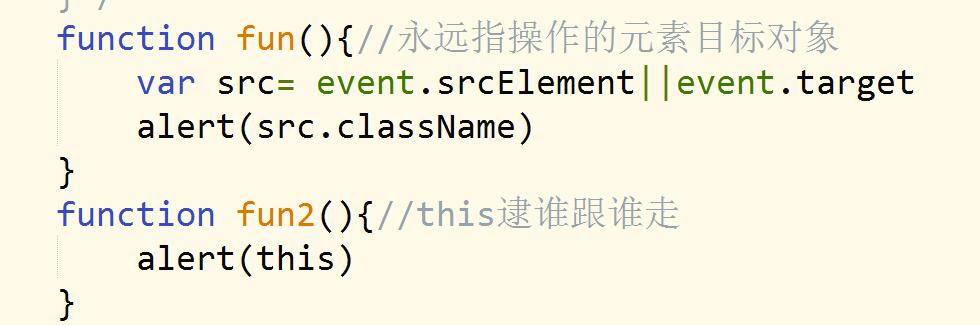 function fun(){//永远指操作的元素目标对象
var src= event.srcElement||event.target
alert(src.className)
}
function fun2(){//this逮谁跟谁走
alert(this)
}